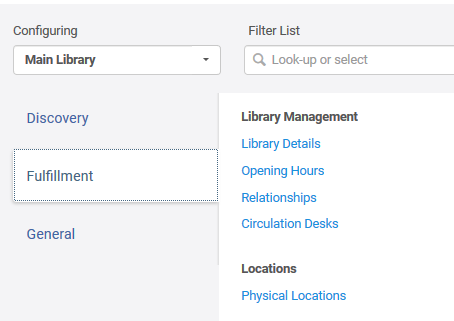 Configuring
Filter List
Main Library
Look-up or select
Discovery
Fulfillment
General
Library Management
Library Details
Opening Hours
Relationships
Circulation Desks
Locations
Physical Locations